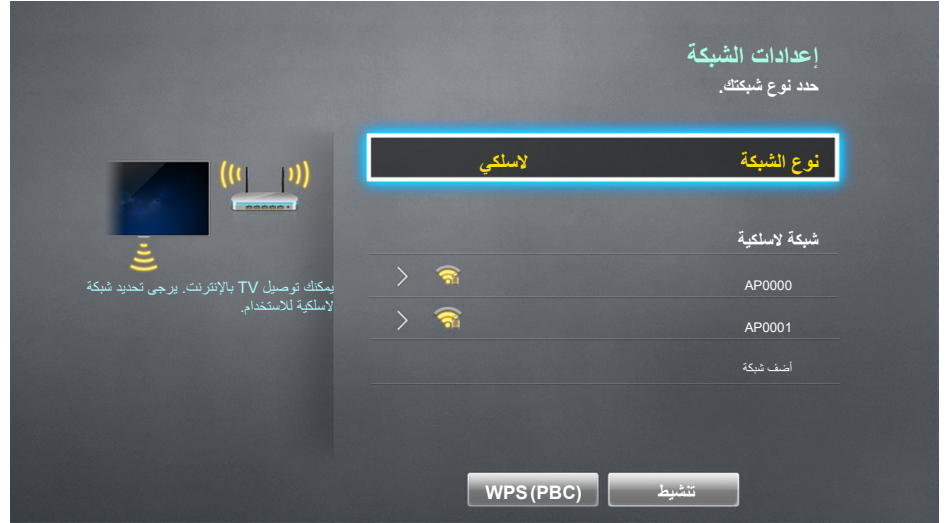 إعدادات الشبكة
حدد نوع شبكتك.
نوع الشبكة لاسلكي
شبكة لاسلكية
AP0000
AP0001
أضف شبكة
يمكنك توصيل TV بالإنترنت. يرجى تحديد شبكة
لاسلكية للاستخدام.
تنشيط WPS(PBC)